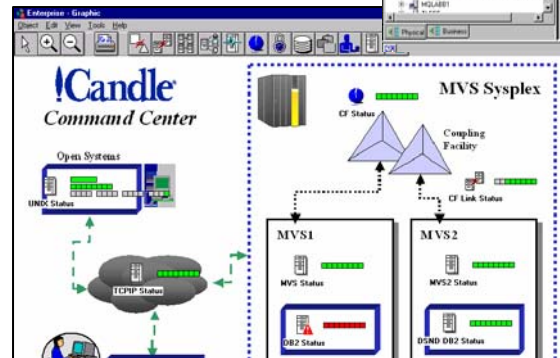 Enterprise - Graphic
Object Edit View Tools Help
MQLABB1
Physical Business
!Candle
Command Center
MVS Sysplex
CF Status
Coupling
Facility
CF Link Status
Open Systems
UNIX Status
TCPIP Status
MVS1
MVS Status
DB2 Status
MVS2
MVS2 Status
DSND DB2 Status